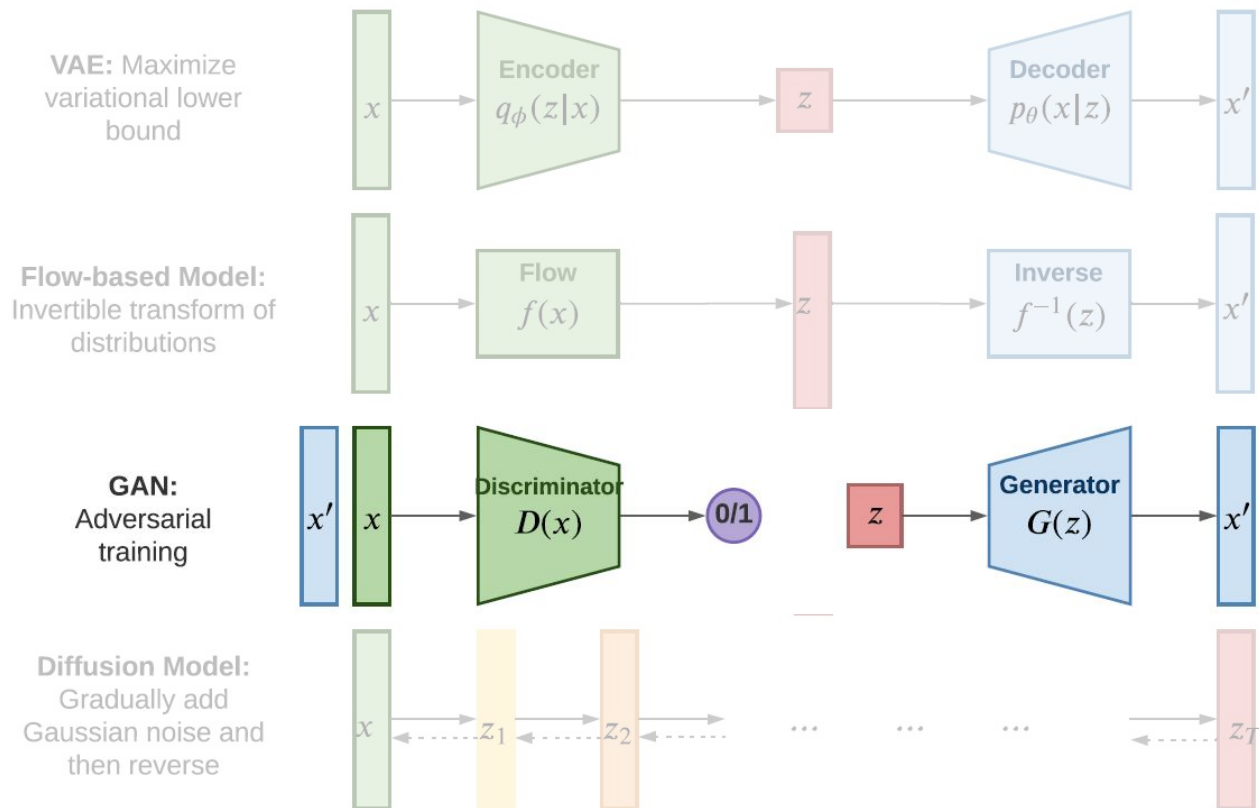 VAE: Maximize
variational lower
bound
x
Encoder
qϕ(z|x)
z
Decoder
pθ(x|z)
x′
Flow-based Model:
Invertible transform of
distributions
x
Flow
f(x)
z
Inverse
f⁻¹(z)
x′
GAN:
Adversarial
training
x′
x
Discriminator
D(x)
0/1
z
Generator
G(z)
x′
Diffusion Model:
Gradually add
Gaussian noise and
then reverse
x
z₁
z₂
...
...
...
z_T